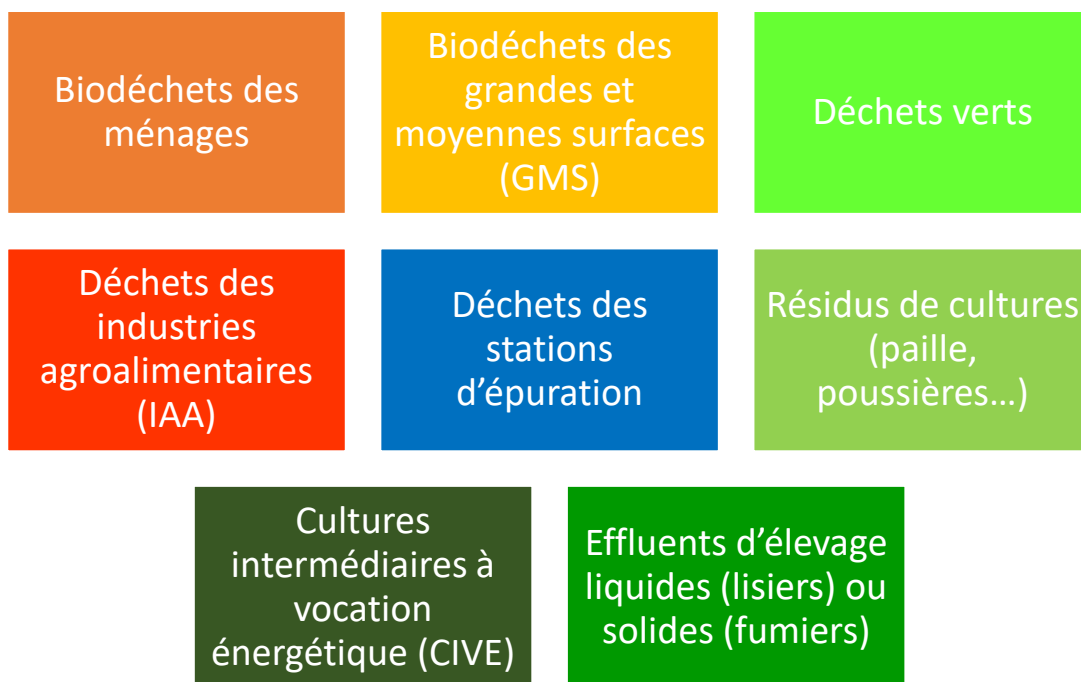 Biodéchets des
ménages
Biodéchets des
grandes et
moyennes surfaces
(GMS)
Déchets verts
Déchets des
industries
agroalimentaires
(IAA)
Déchets des
stations
d’épuration
Résidus de cultures
(paille,
poussières…)
Cultures
intermédiaires à
vocation
énergétique (CIVE)
Effluents d’élevage
liquides (lisiers) ou
solides (fumiers)